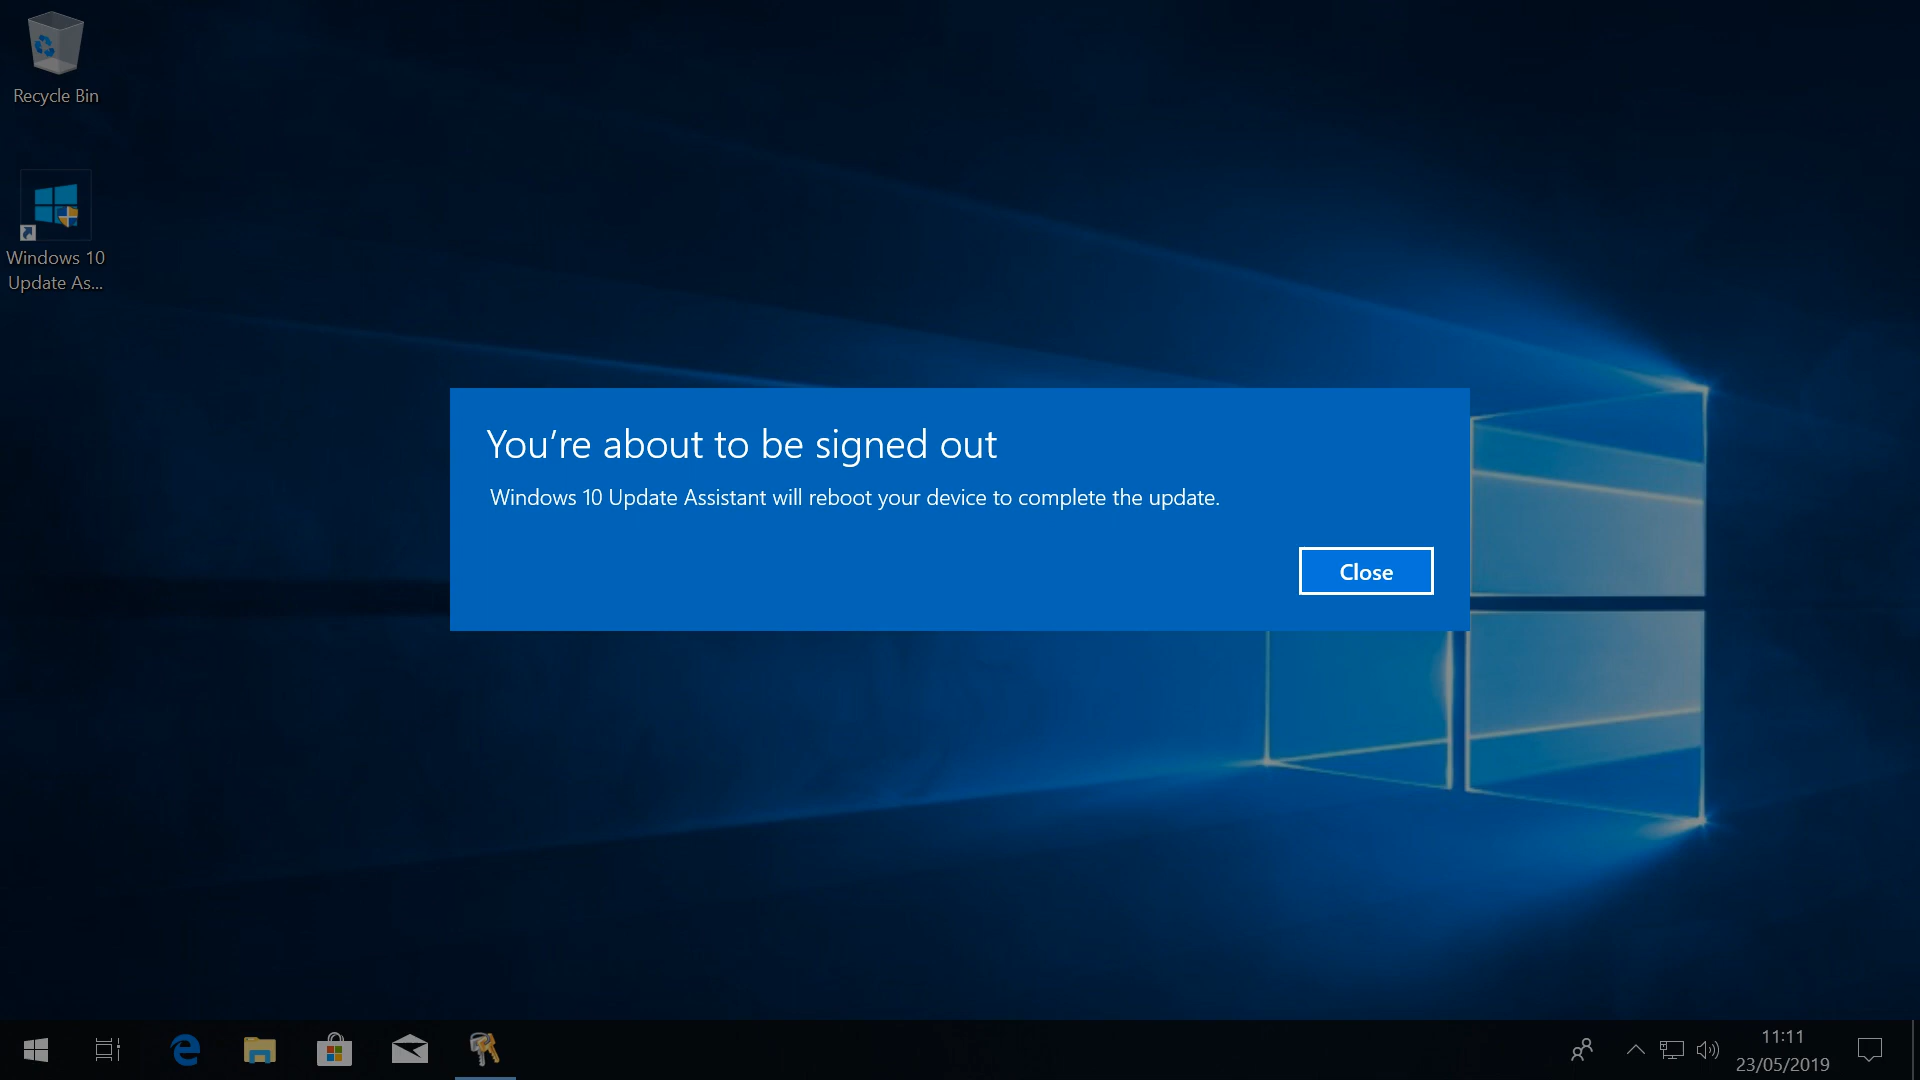 Recycle Bin
Windows 10
Update As...
You're about to be signed out
Windows 10 Update Assistant will reboot your device to complete the update.
Close
11:11
23/05/2019